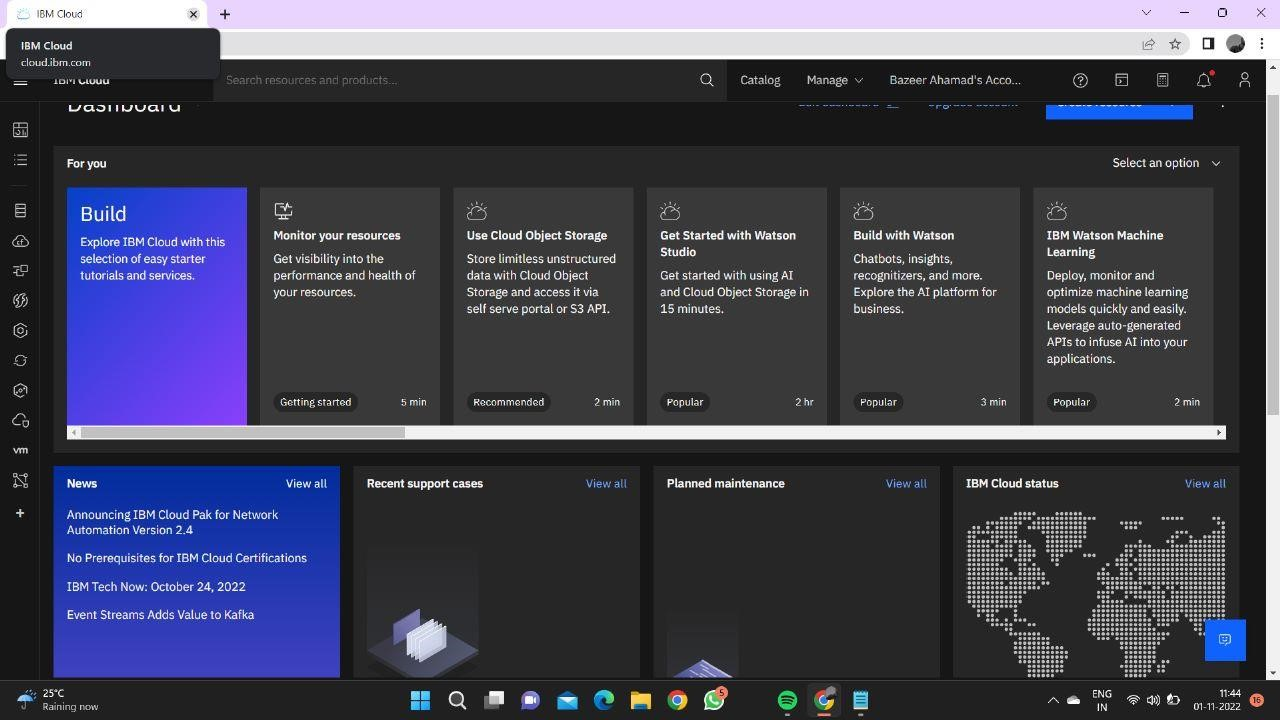 IBM Cloud
IBM Cloud
cloud.ibm.com
IBM Cloud
Search resources and products...
Catalog
Manage
Bazeer Ahamad's Acco...
Dashboard
Edit dashboard
Upgrade account
Create resource
For you
Select an option
Build
Explore IBM Cloud with this
selection of easy starter
tutorials and services.
Monitor your resources
Get visibility into the
performance and health of
your resources.
Getting started
5 min
Use Cloud Object Storage
Store limitless unstructured
data with Cloud Object
Storage and access it via
self serve portal or S3 API.
Recommended
2 min
Get Started with Watson
Studio
Get started with using AI
and Cloud Object Storage in
15 minutes.
Popular
2 hr
Build with Watson
Chatbots, insights,
recognitizers, and more.
Explore the AI platform for
business.
Popular
3 min
IBM Watson Machine
Learning
Deploy, monitor and
optimize machine learning
models quickly and easily.
Leverage auto-generated
APIs to infuse AI into your
applications.
Popular
2 min
vm
News
View all
Announcing IBM Cloud Pak for Network
Automation Version 2.4
No Prerequisites for IBM Cloud Certifications
IBM Tech Now: October 24, 2022
Event Streams Adds Value to Kafka
Recent support cases
View all
Planned maintenance
View all
IBM Cloud status
View all
25°C
Raining now
5
ENG
IN
11:44
01-11-2022
16